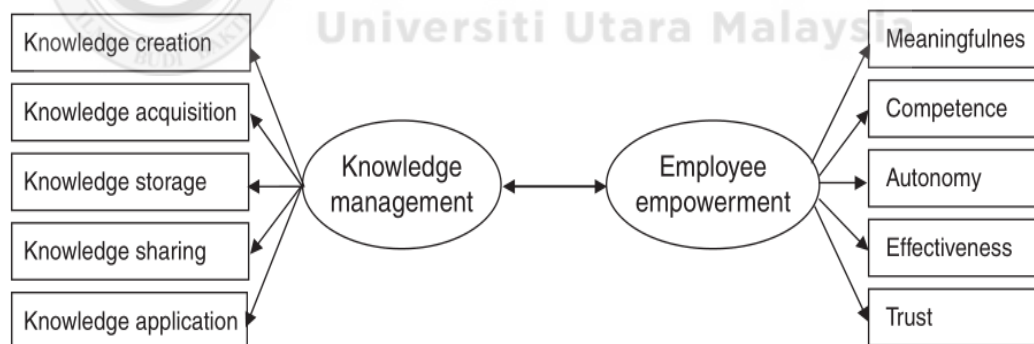 Universiti Utara Malaysia
Knowledge creation
Knowledge acquisition
Knowledge storage
Knowledge sharing
Knowledge application
Knowledge
management
Employee
empowerment
Meaningfulnes
Competence
Autonomy
Effectiveness
Trust